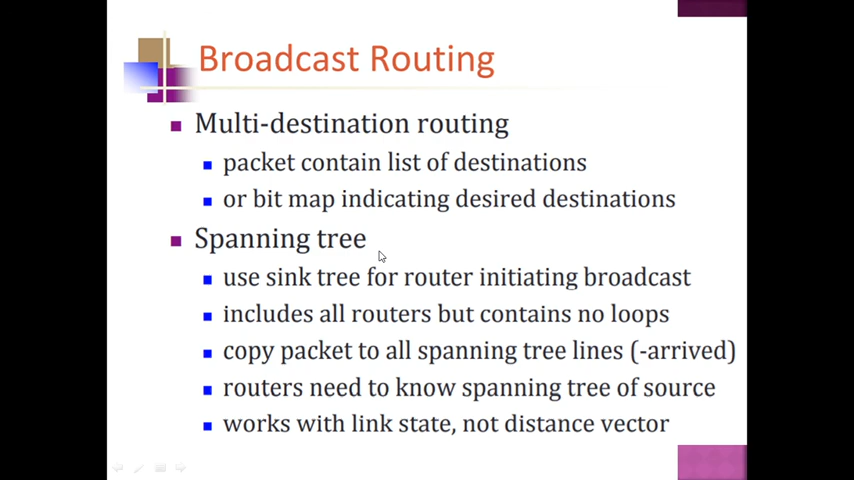 Broadcast Routing
Multi-destination routing
packet contain list of destinations
or bit map indicating desired destinations
Spanning tree
use sink tree for router initiating broadcast
includes all routers but contains no loops
copy packet to all spanning tree lines (-arrived)
routers need to know spanning tree of source
works with link state, not distance vector